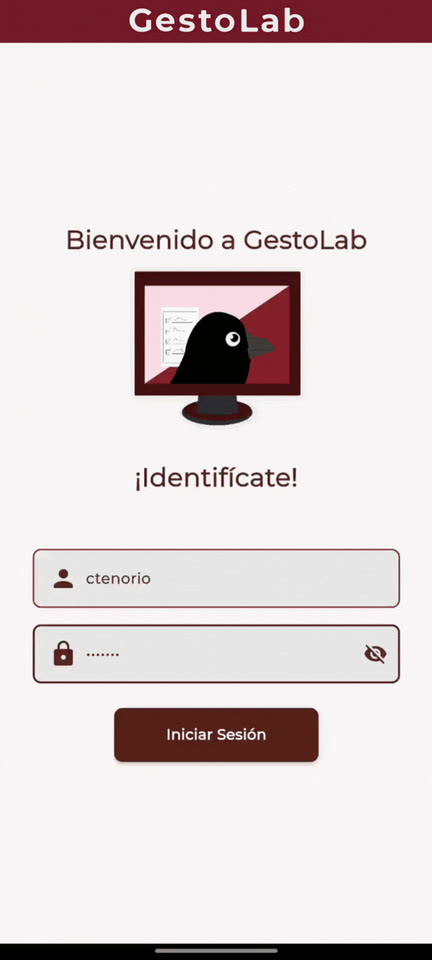 GestoLab
Bienvenido a GestoLab
¡Identifícate!
ctenorio
•••••••
Iniciar Sesión